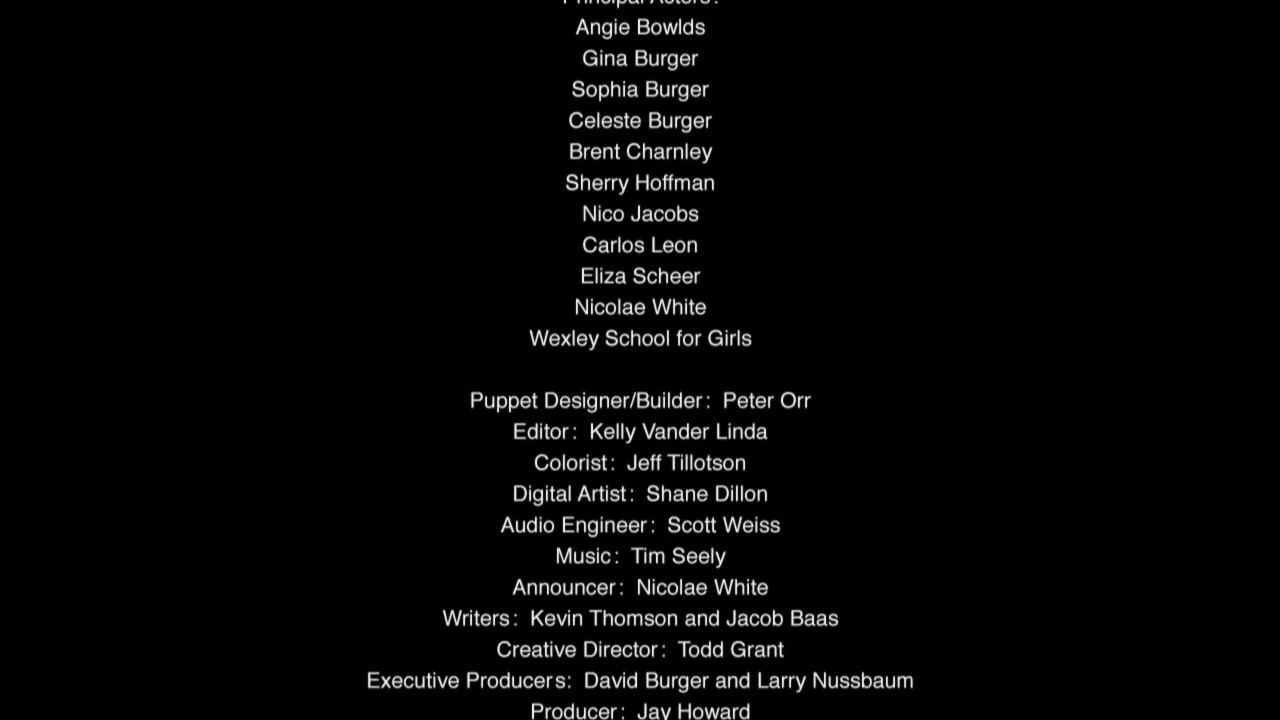 Principal Actors:
Angie Bowlds
Gina Burger
Sophia Burger
Celeste Burger
Brent Charnley
Sherry Hoffman
Nico Jacobs
Carlos Leon
Eliza Scheer
Nicolae White
Wexley School for Girls
Puppet Designer/Builder: Peter Orr
Editor: Kelly Vander Linda
Colorist: Jeff Tillotson
Digital Artist: Shane Dillon
Audio Engineer: Scott Weiss
Music: Tim Seely
Announcer: Nicolae White
Writers: Kevin Thomson and Jacob Baas
Creative Director: Todd Grant
Executive Producers: David Burger and Larry Nussbaum
Producer: Jay Howard